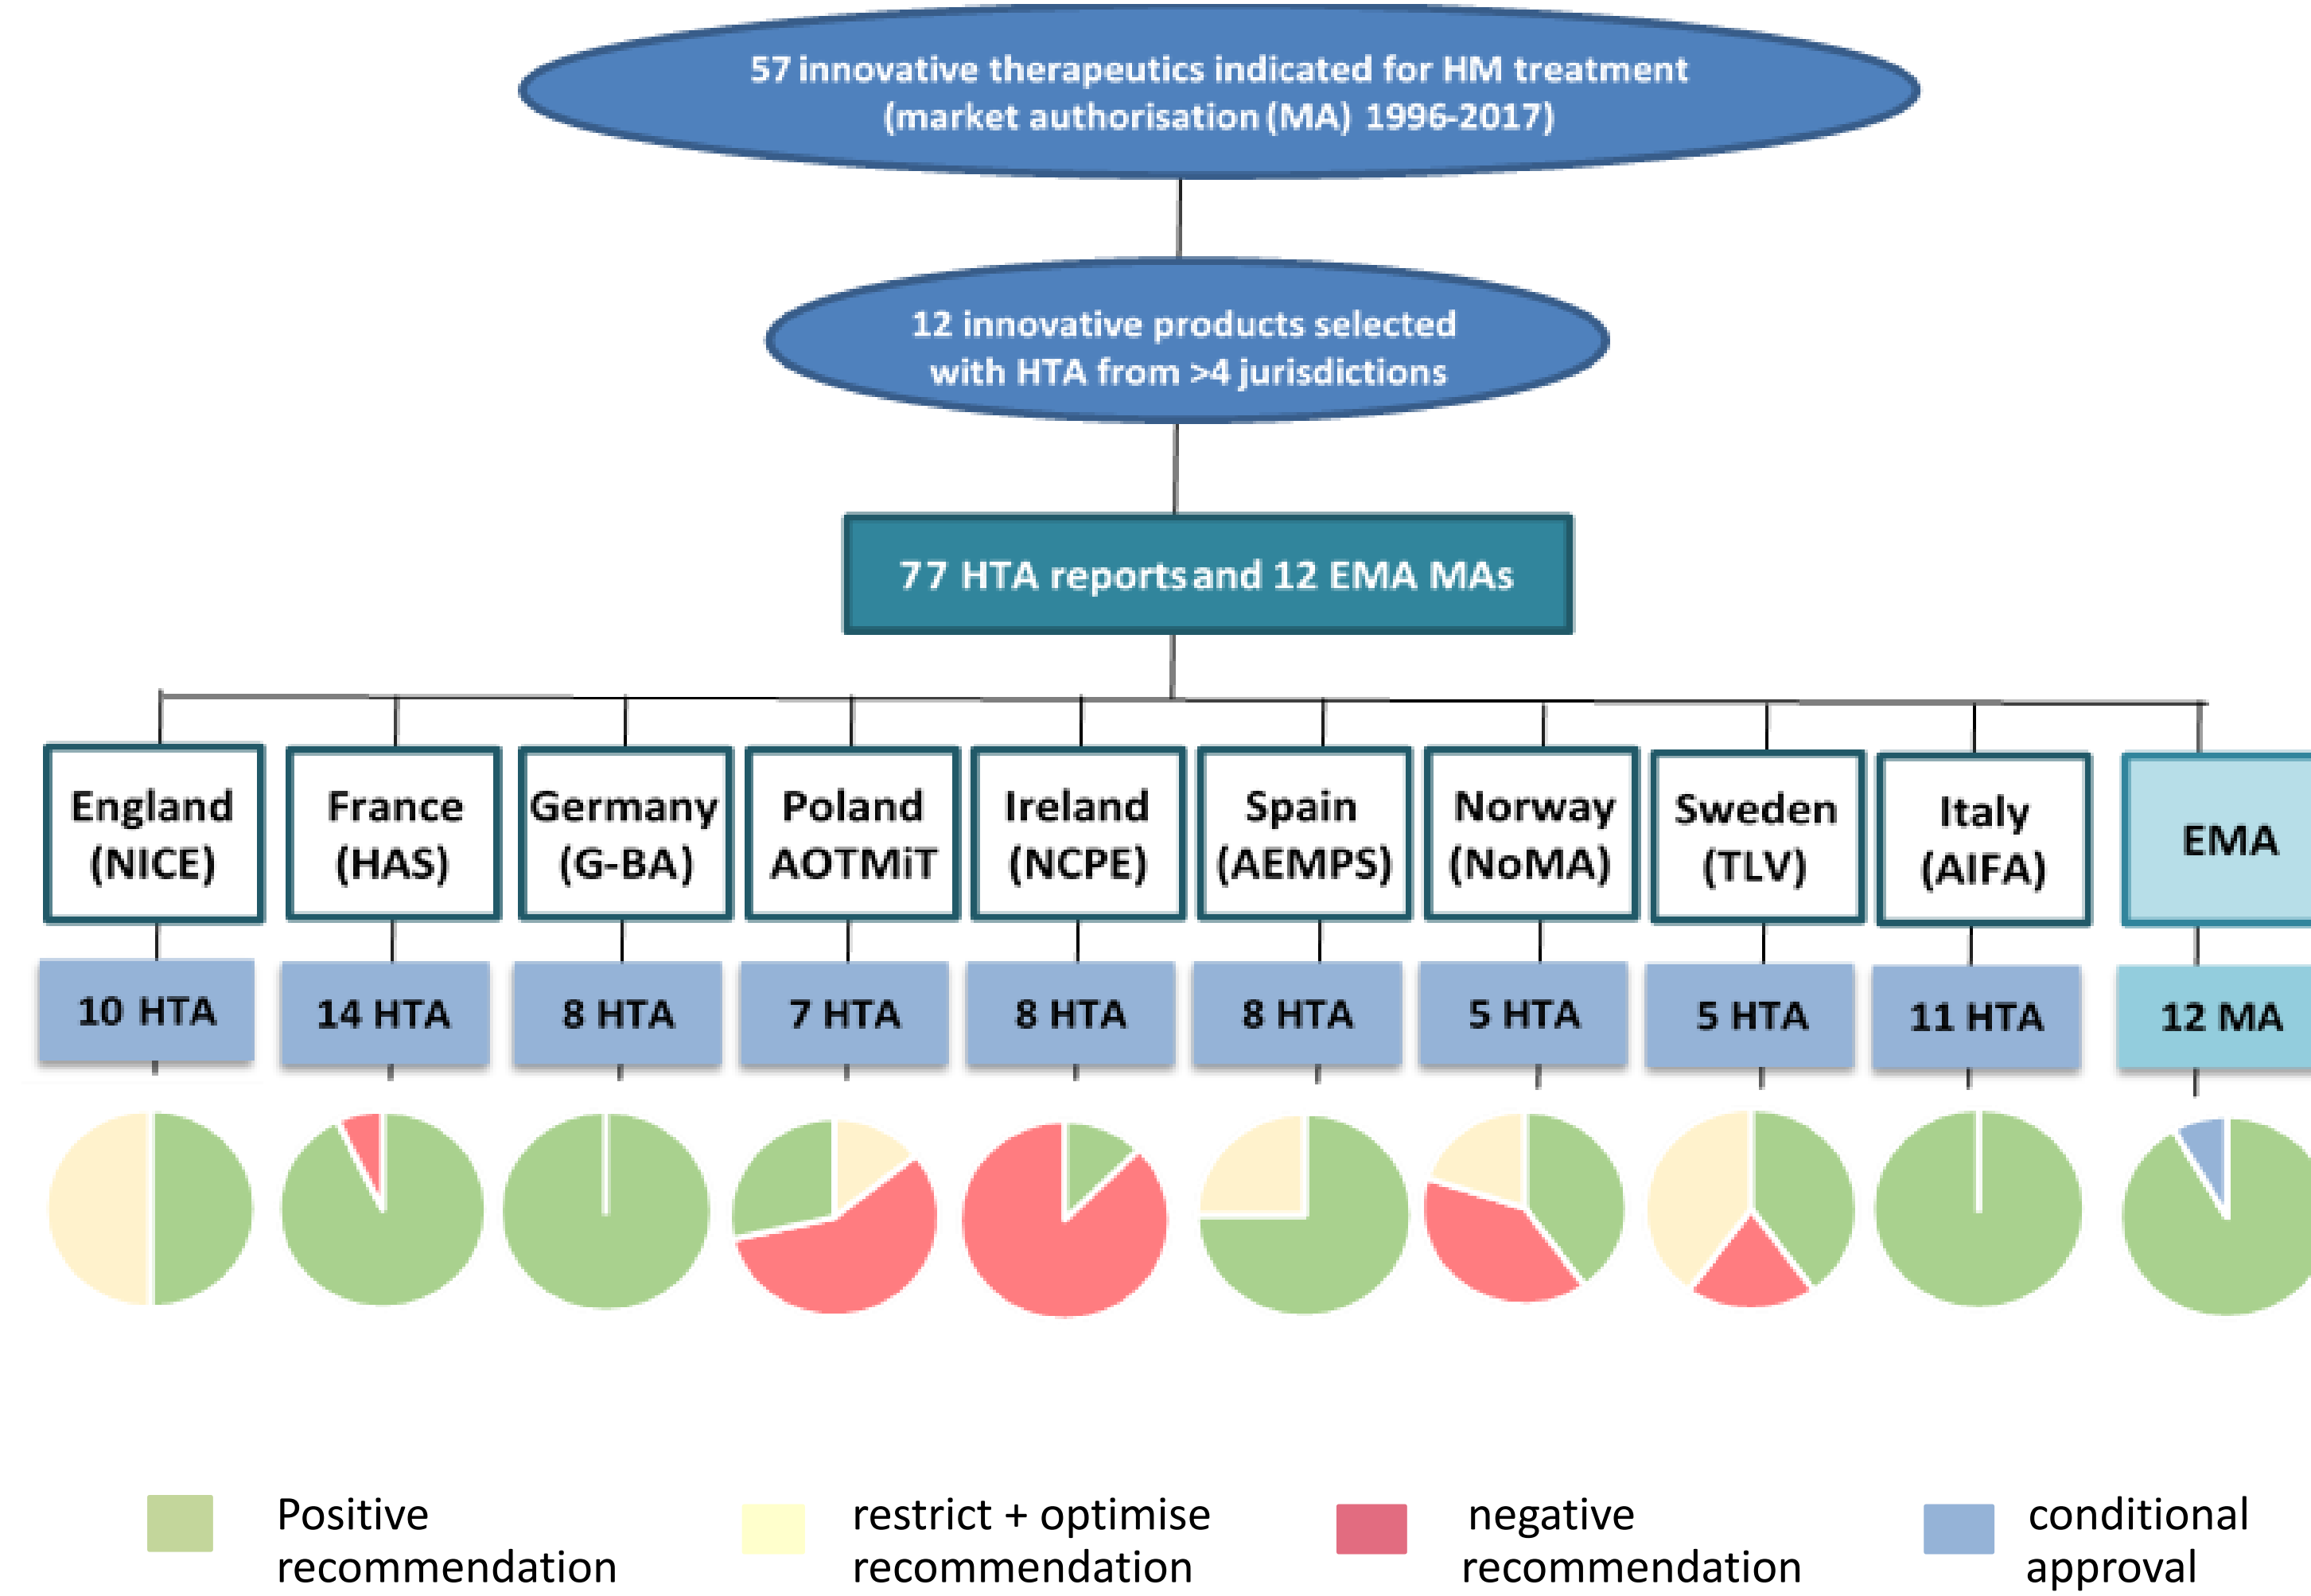 57 innovative therapeutics indicated for HM treatment
(market authorisation (MA) 1996-2017)
12 innovative products selected
with HTA from >4 jurisdictions
77 HTA reports and 12 EMA MAs
England
(NICE)
France
(HAS)
Germany
(G-BA)
Poland
AOTMiT
Ireland
(NCPE)
Spain
(AEMPS)
Norway
(NoMA)
Sweden
(TLV)
Italy
(AIFA)
EMA
10 HTA
14 HTA
8 HTA
7 HTA
8 HTA
8 HTA
5 HTA
5 HTA
11 HTA
12 MA
Positive
recommendation
restrict + optimise
recommendation
negative
recommendation
conditional
approval